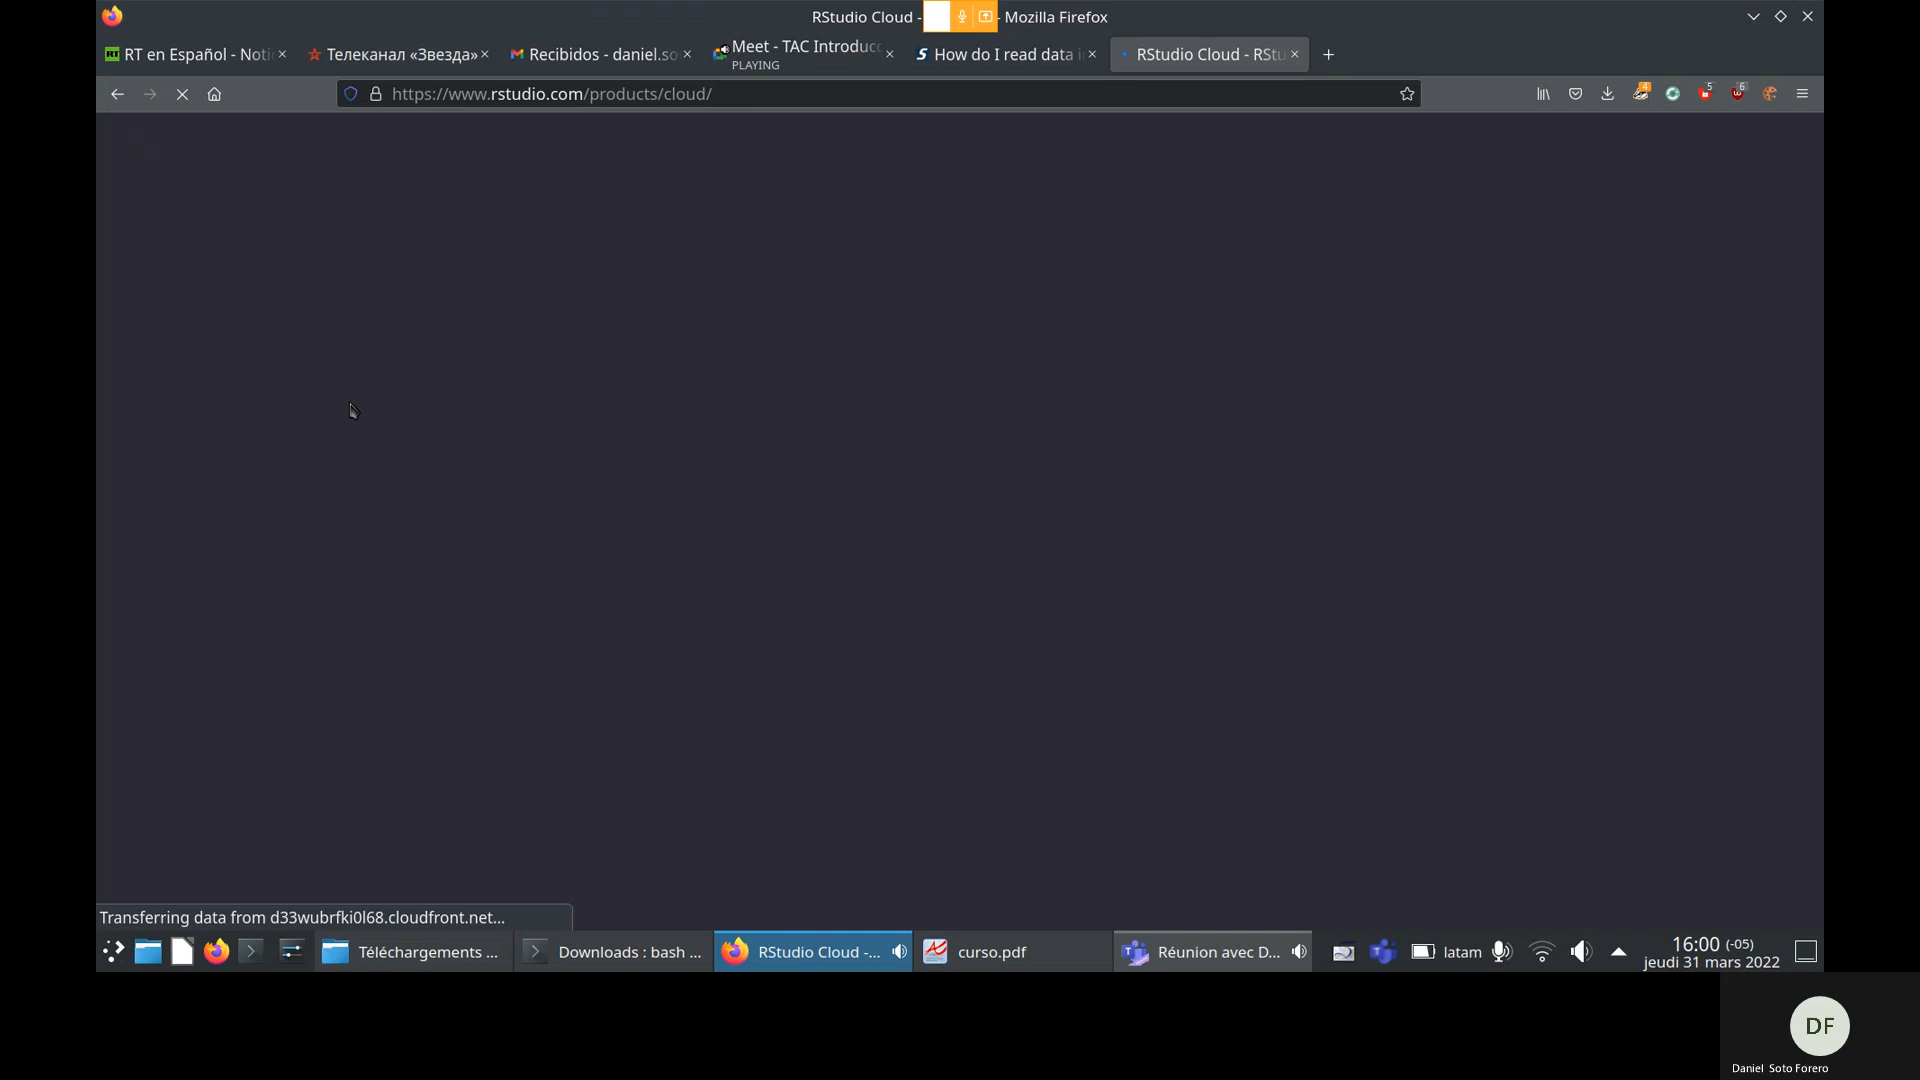 RStudio Cloud - - Mozilla Firefox
RT en Español - Noti
Телеканал «Звезда»
Recibidos - daniel.so
Meet - TAC Introduc
PLAYING
How do I read data i
RStudio Cloud - RStu
https://www.rstudio.com/products/cloud/
4
5
6
Transferring data from d33wubrfki0l68.cloudfront.net...
Téléchargements ...
Downloads : bash ...
RStudio Cloud -...
curso.pdf
Réunion avec D...
latam
16:00 (-05)
jeudi 31 mars 2022
DF
Daniel Soto Forero